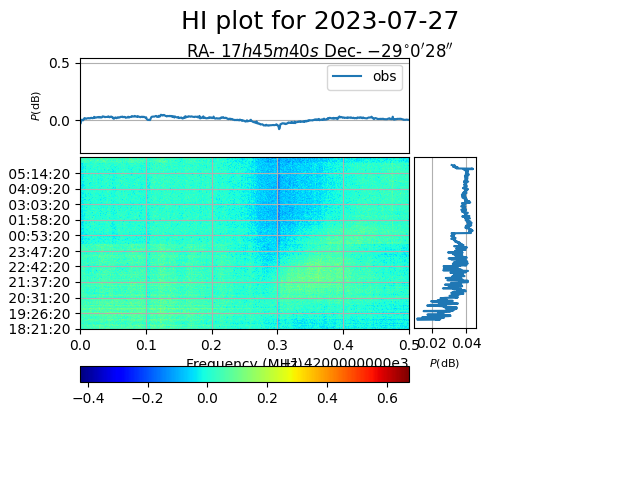 HI plot for 2023-07-27
RA- 17h45m40s Dec- −29°0′28″
0.5
0.0
P(dB)
obs
05:14:20
04:09:20
03:03:20
01:58:20
00:53:20
23:47:20
22:42:20
21:37:20
20:31:20
19:26:20
18:21:20
0.0 0.1 0.2 0.3 0.4 0.5
0.02 0.04
P(dB)
Frequency (MHz)
+1.4200000000e3
−0.4 −0.2 0.0 0.2 0.4 0.6